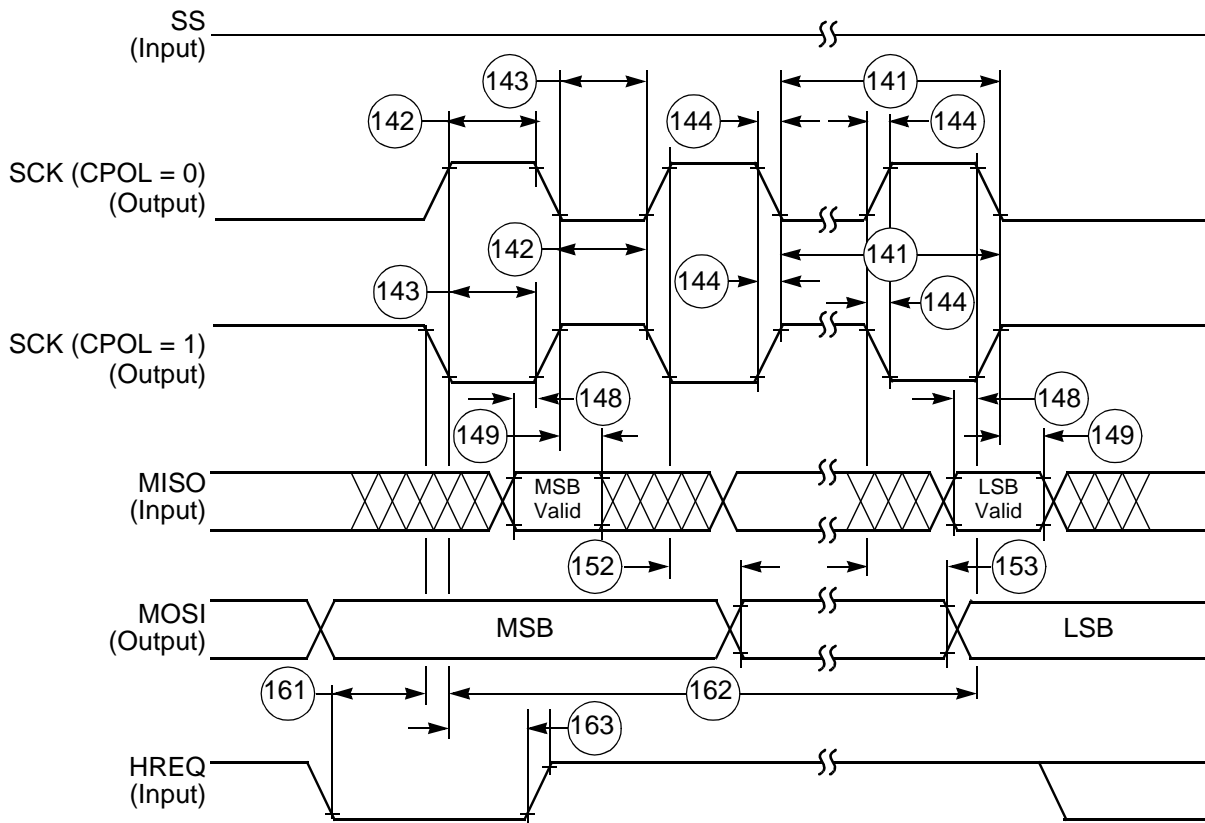 SS
(Input)
143
141
142
144
144
SCK (CPOL = 0)
(Output)
142
141
143
144
144
SCK (CPOL = 1)
(Output)
148
148
149
149
MISO
(Input)
MSB
Valid
LSB
Valid
152
153
MOSI
(Output)
MSB
LSB
161
162
163
HREQ
(Input)